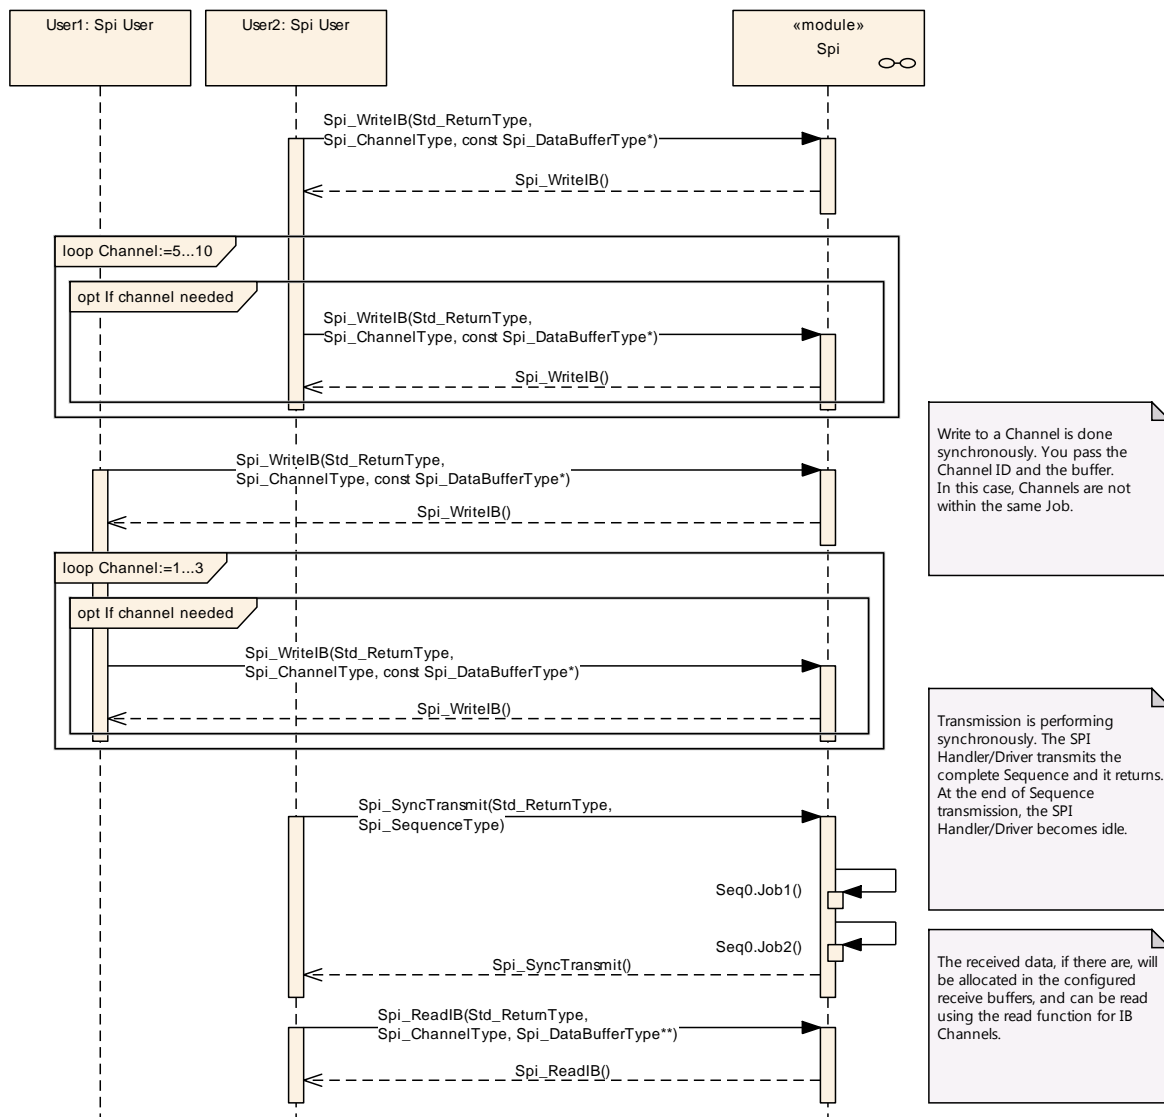 User1: Spi User
User2: Spi User
«module»
Spi
Spi_WriteIB(Std_ReturnType,
Spi_ChannelType, const Spi_DataBufferType*)
Spi_WriteIB()
loop Channel:=5...10
opt If channel needed
Spi_WriteIB(Std_ReturnType,
Spi_ChannelType, const Spi_DataBufferType*)
Spi_WriteIB()
Write to a Channel is done
synchronously. You pass the
Channel ID and the buffer.
In this case, Channels are not
within the same Job.
Spi_WriteIB(Std_ReturnType,
Spi_ChannelType, const Spi_DataBufferType*)
Spi_WriteIB()
loop Channel:=1...3
opt If channel needed
Spi_WriteIB(Std_ReturnType,
Spi_ChannelType, const Spi_DataBufferType*)
Spi_WriteIB()
Transmission is performing
synchronously. The SPI
Handler/Driver transmits the
complete Sequence and it returns.
At the end of Sequence
transmission, the SPI
Handler/Driver becomes idle.
Spi_SyncTransmit(Std_ReturnType,
Spi_SequenceType)
Seq0.Job1()
Seq0.Job2()
Spi_SyncTransmit()
The received data, if there are, will
be allocated in the configured
receive buffers, and can be read
using the read function for IB
Channels.
Spi_ReadIB(Std_ReturnType,
Spi_ChannelType, Spi_DataBufferType**)
Spi_ReadIB()